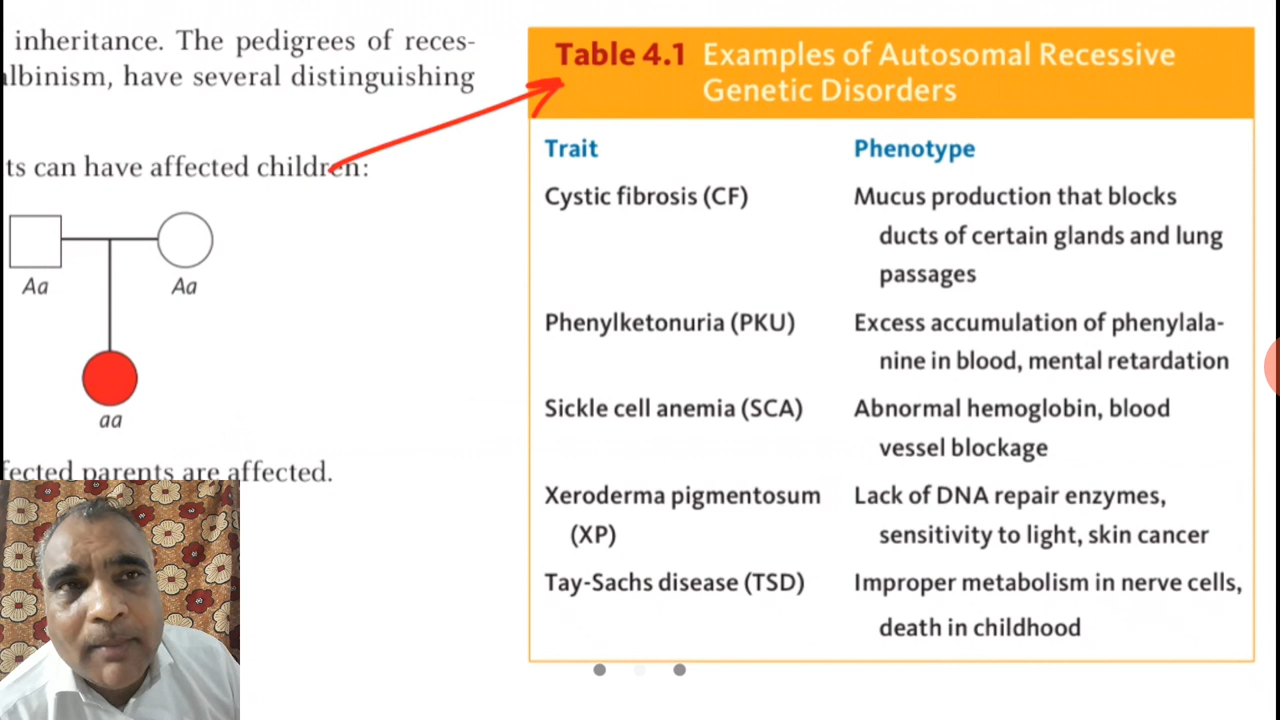 inheritance. The pedigrees of reces-
lbinism, have several distinguishing
ts can have affected children:
Aa
Aa
aa
fected parents are affected.
Table 4.1 Examples of Autosomal Recessive
Genetic Disorders
Trait Phenotype
Cystic fibrosis (CF) Mucus production that blocks
ducts of certain glands and lung
passages
Phenylketonuria (PKU) Excess accumulation of phenylala-
nine in blood, mental retardation
Sickle cell anemia (SCA) Abnormal hemoglobin, blood
vessel blockage
Xeroderma pigmentosum Lack of DNA repair enzymes,
(XP) sensitivity to light, skin cancer
Tay-Sachs disease (TSD) Improper metabolism in nerve cells,
death in childhood